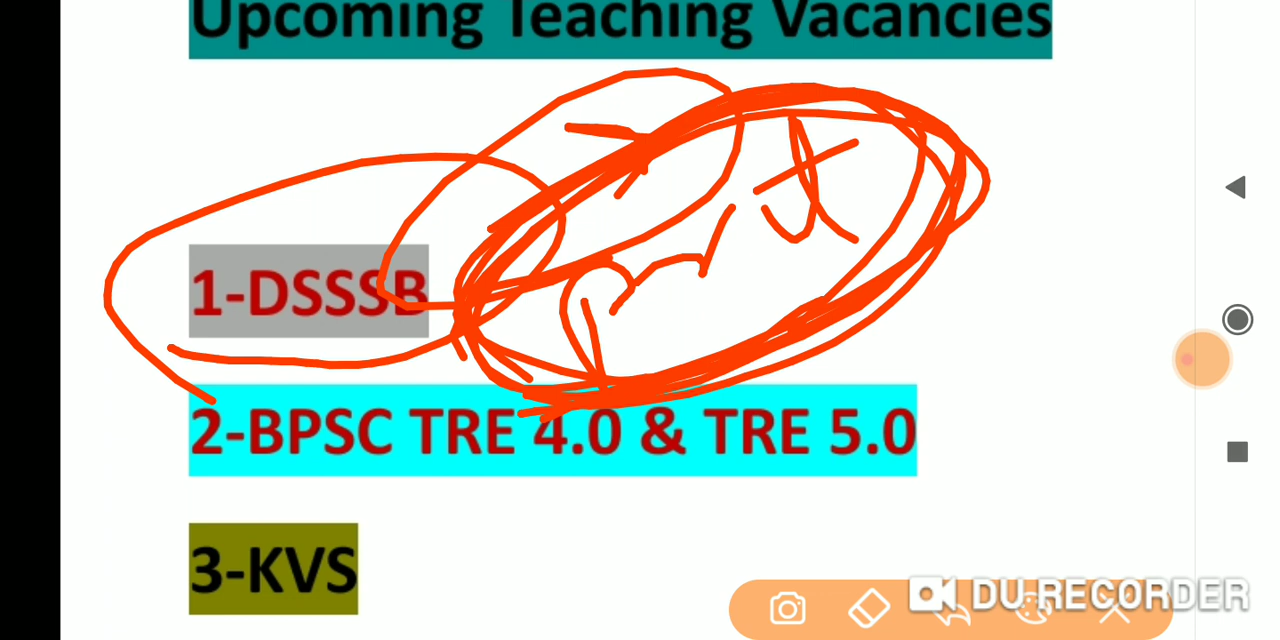 Upcoming Teaching Vacancies
1-DSSSB
2-BPSC TRE 4.0 & TRE 5.0
3-KVS
DU RECORDER